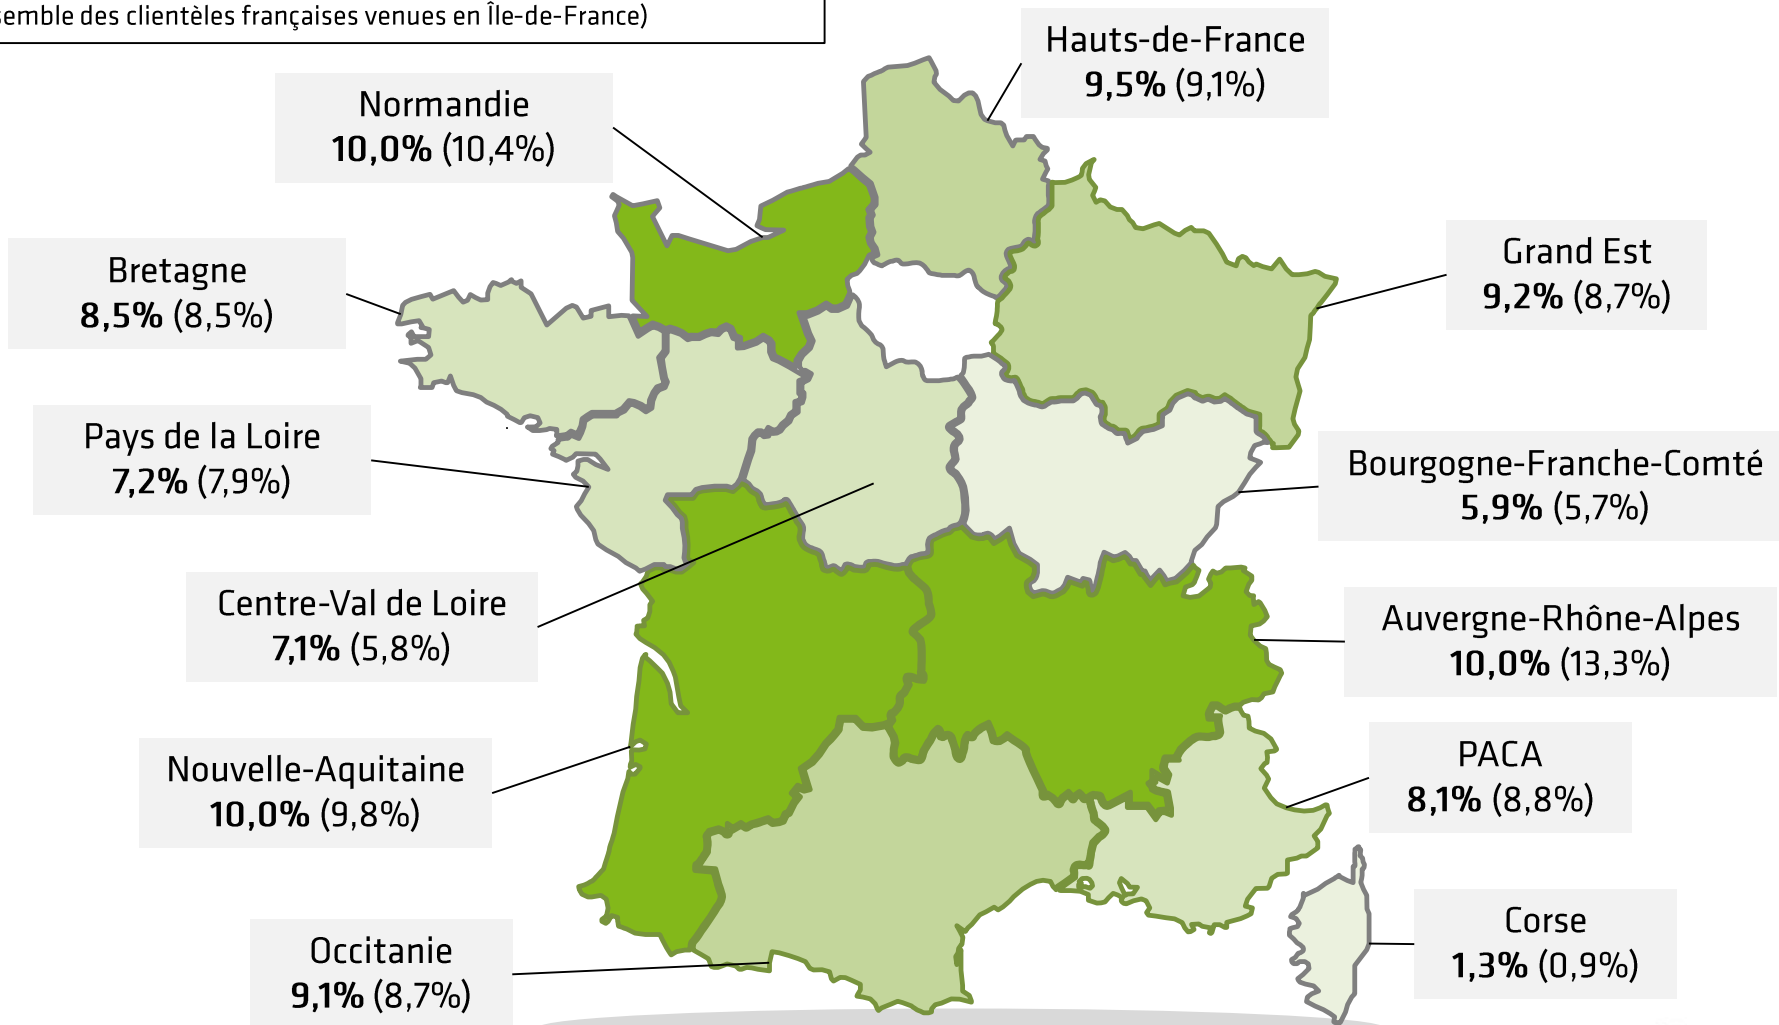 semble des clientèles françaises venues en Île-de-France)
Hauts-de-France
9,5% (9,1%)
Normandie
10,0% (10,4%)
Grand Est
9,2% (8,7%)
Bretagne
8,5% (8,5%)
Pays de la Loire
7,2% (7,9%)
Bourgogne-Franche-Comté
5,9% (5,7%)
Centre-Val de Loire
7,1% (5,8%)
Auvergne-Rhône-Alpes
10,0% (13,3%)
Nouvelle-Aquitaine
10,0% (9,8%)
PACA
8,1% (8,8%)
Occitanie
9,1% (8,7%)
Corse
1,3% (0,9%)